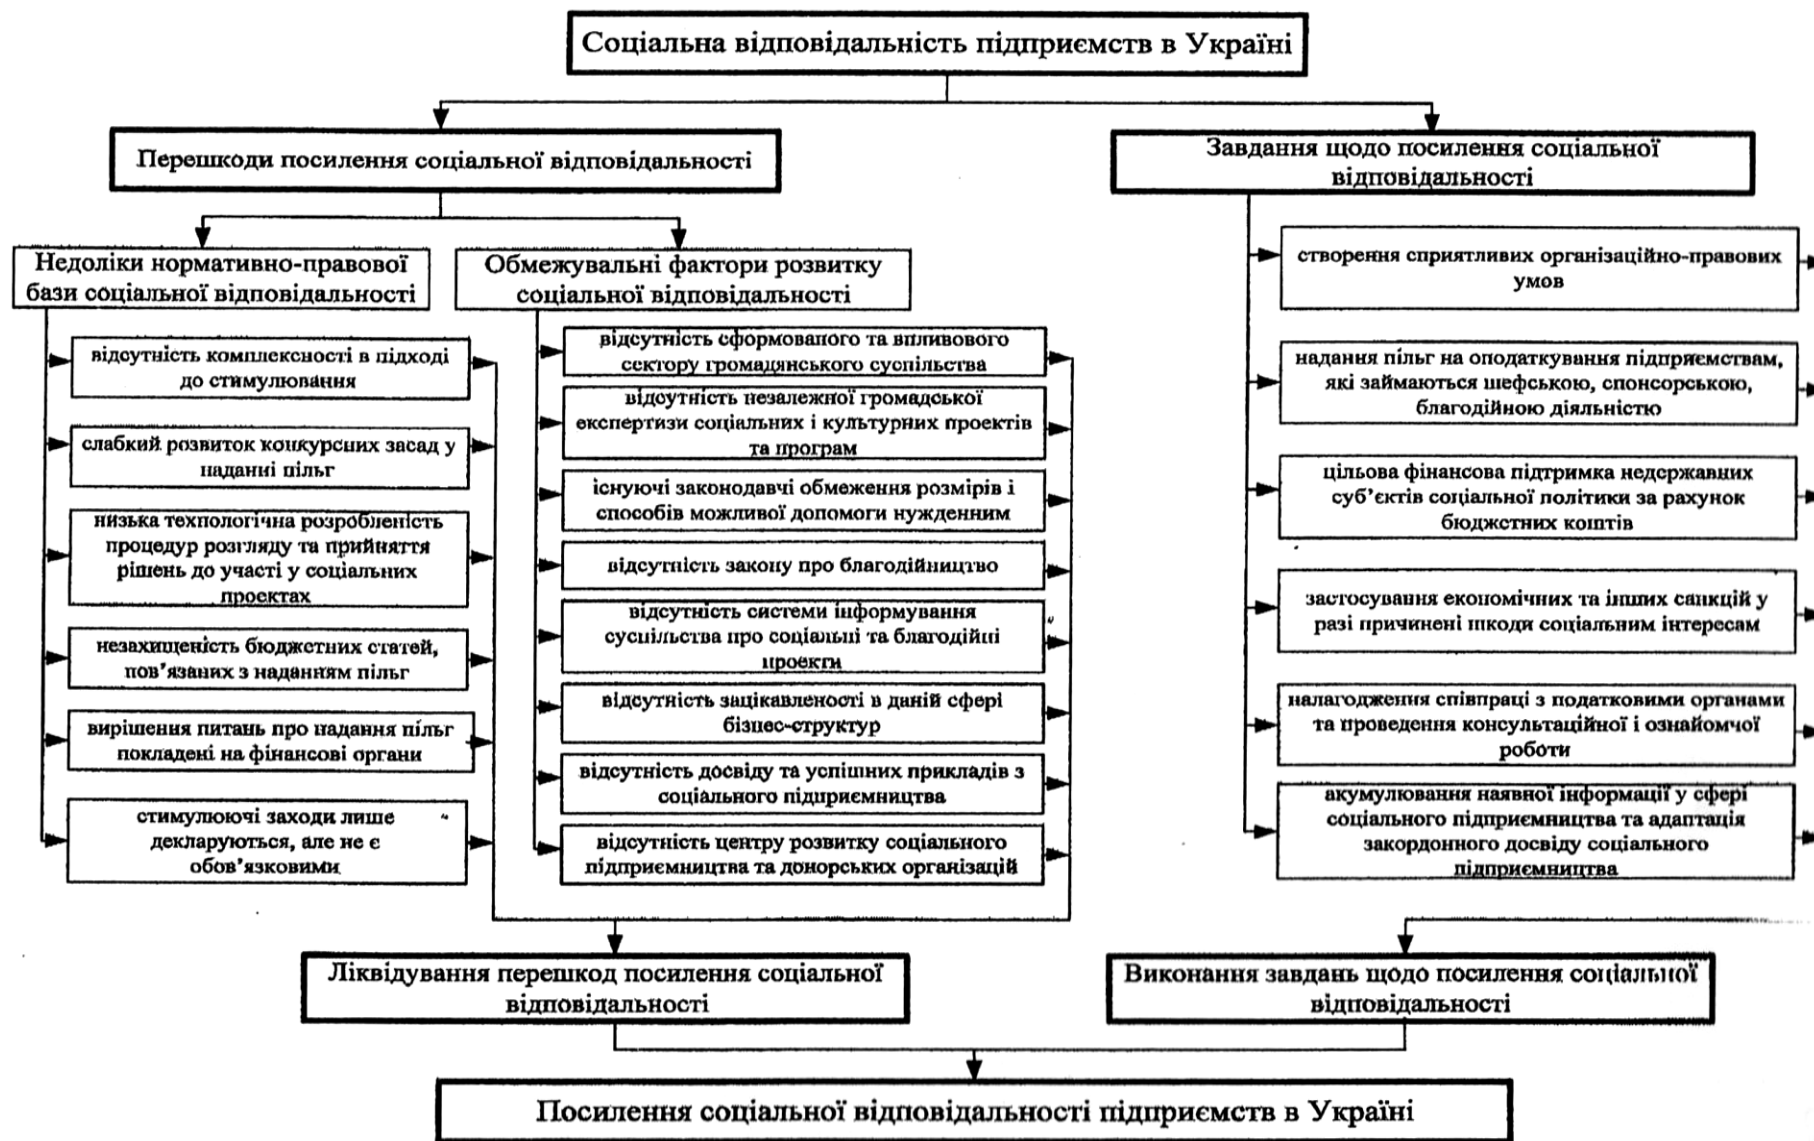 Соціальна відповідальність підприємств в Україні
Перешкоди посилення соціальної відповідальності
Завдання щодо посилення соціальної
відповідальності
Недоліки нормативно-правової
бази соціальної відповідальності
Обмежувальні фактори розвитку
соціальної відповідальності
відсутність комплексності в підході
до стимулювання
слабкий розвиток конкурсних засад у
наданні пільг
низька технологічна розробленість
процедур розгляду та прийняття
рішень до участі у соціальних
проектах
незахищеність бюджетних статей,
пов’язаних з наданням пільг
вирішення питань про надання пільг
покладені на фінансові органи
стимулюючі заходи лише
декларуються, але не є
обов’язковими
відсутність сформованого та впливового
сектору громадянського суспільства
відсутність незалежної громадської
експертизи соціальних і культурних проектів
та програм
існуючі законодавчі обмеження розмірів і
способів можливої допомоги нужденним
відсутність закону про благодійництво
відсутність системи інформування
суспільства про соціальні та благодійні
проекти
відсутність зацікавленості в даній сфері
бізнес-структур
відсутність досвіду та успішних прикладів з
соціального підприємництва
відсутність центру розвитку соціального
підприємництва та донорських організацій
створення сприятливих організаційно-правових
умов
надання пільг на оподаткування підприємствам,
які займаються шефською, спонсорською,
благодійною діяльністю
цільова фінансова підтримка недержавних
суб’єктів соціальної політики за рахунок
бюджетних коштів
застосування економічних та інших санкцій у
разі причинені шкоди соціальним інтересам
налагодження співпраці з податковими органами
та проведення консультаційної і ознайомчої
роботи
акумулювання наявної інформації у сфері
соціального підприємництва та адаптація
закордонного досвіду соціального
підприємництва
Ліквідування перешкод посилення соціальної
відповідальності
Виконання завдань щодо посилення соціальної
відповідальності
Посилення соціальної відповідальності підприємств в Україні